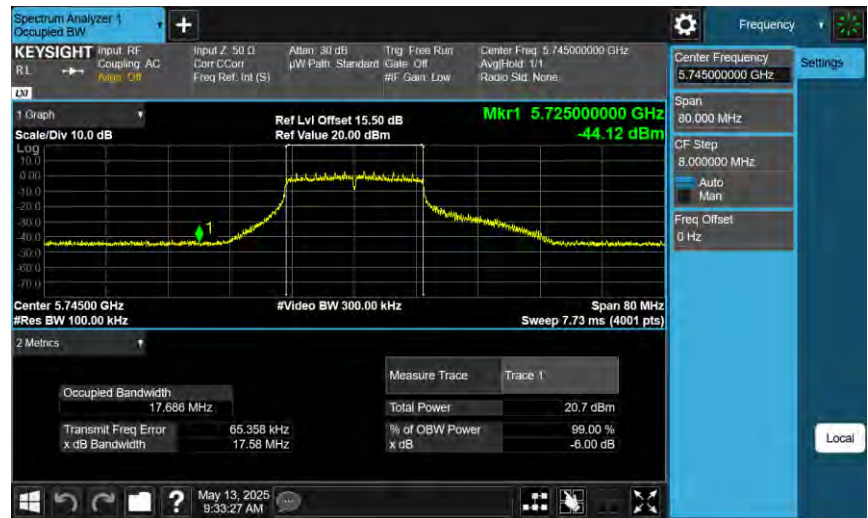 Spectrum Analyzer 1
Occupied BW
+
Frequency
KEYSIGHT
RL
LXI
Input: RF
Coupling: AC
Align: Off
Input Z: 50 Ω
Corr CCorr
Freq Ref: Int (S)
Atten: 30 dB
µW Path: Standard
Trig: Free Run
Gate: Off
#IF Gain: Low
Center Freq: 5.745000000 GHz
Avg|Hold: 1/1
Radio Std: None
Center Frequency
5.745000000 GHz
Settings
Span
80.000 MHz
CF Step
8.000000 MHz
Auto
Man
Freq Offset
0 Hz
Local
1 Graph
Scale/Div 10.0 dB
Ref Lvl Offset 15.50 dB
Ref Value 20.00 dBm
Mkr1 5.725000000 GHz
-44.12 dBm
Log
10.0
0.00
-10.0
-20.0
-30.0
-40.0
-50.0
-60.0
-70.0
1
Center 5.74500 GHz
#Res BW 100.00 kHz
#Video BW 300.00 kHz
Span 80 MHz
Sweep 7.73 ms (4001 pts)
2 Metrics
Measure Trace Trace 1
Occupied Bandwidth
17.686 MHz
Total Power 20.7 dBm
Transmit Freq Error 65.358 kHz
% of OBW Power 99.00 %
x dB Bandwidth 17.58 MHz
x dB -6.00 dB
?
May 13, 2025
9:33:27 AM